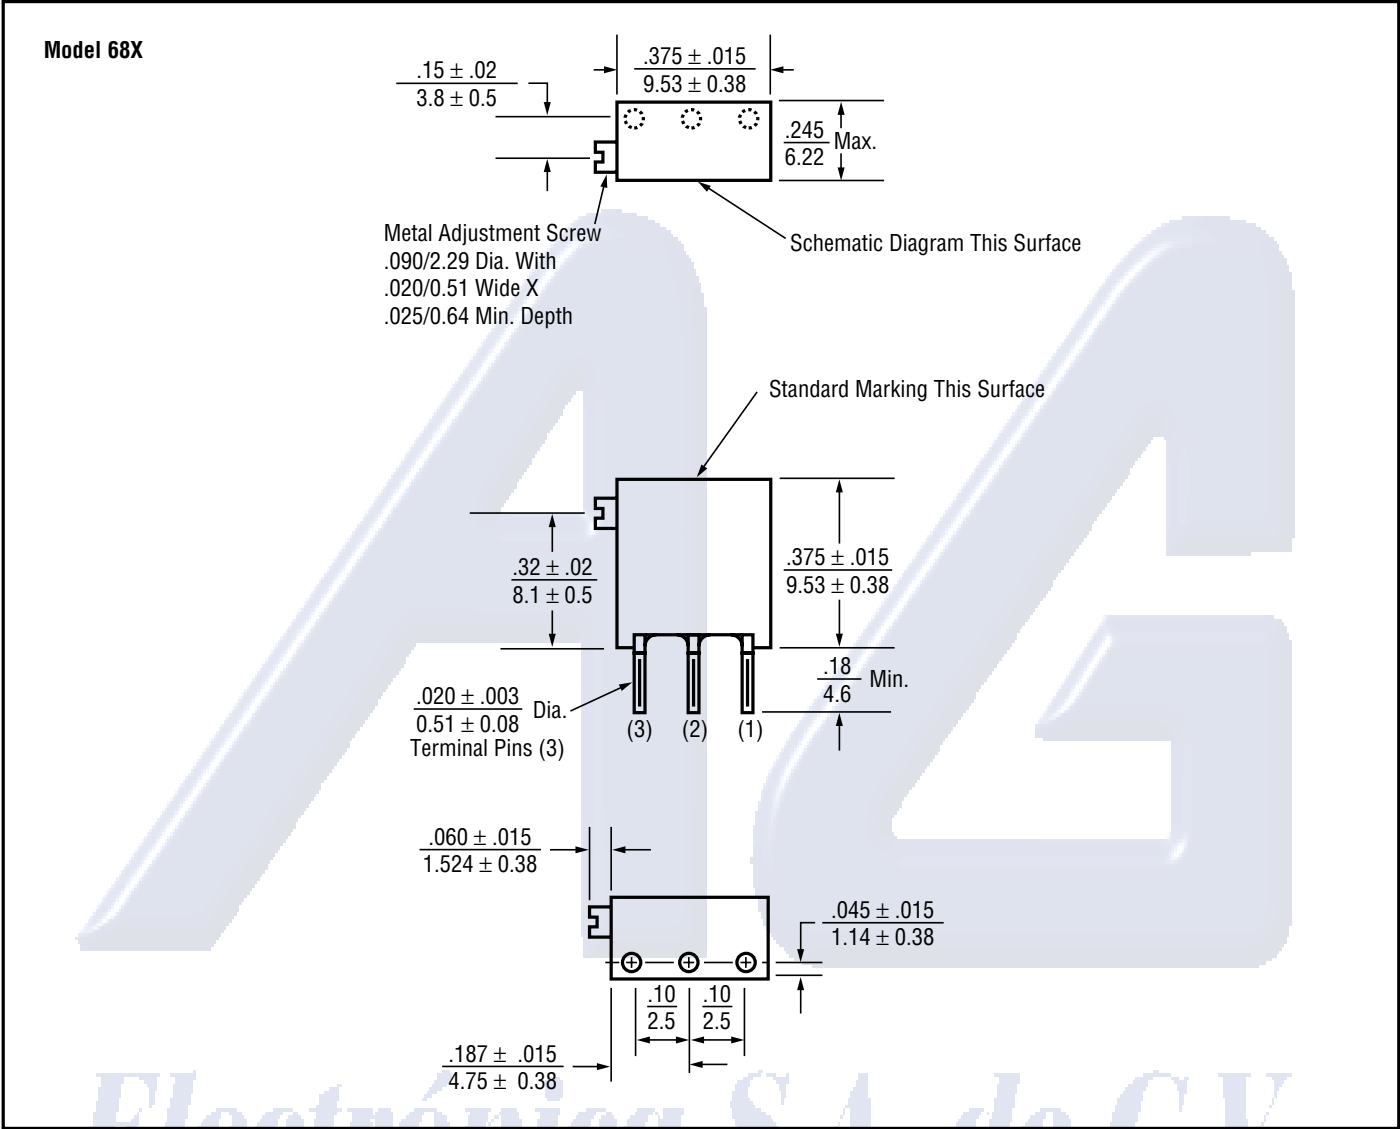 Model 68X
.375 ± .015
9.53 ± 0.38
.15 ± .02
3.8 ± 0.5
.245
6.22
Max.
Metal Adjustment Screw
.090/2.29 Dia. With
.020/0.51 Wide X
.025/0.64 Min. Depth
Schematic Diagram This Surface
Standard Marking This Surface
.32 ± .02
8.1 ± 0.5
.375 ± .015
9.53 ± 0.38
.18
4.6
Min.
.020 ± .003
0.51 ± 0.08
Dia.
Terminal Pins (3)
(3) (2) (1)
.060 ± .015
1.524 ± 0.38
.045 ± .015
1.14 ± 0.38
.10
2.5
.10
2.5
.187 ± .015
4.75 ± 0.38
AG
Electrónica S.A. de C.V.